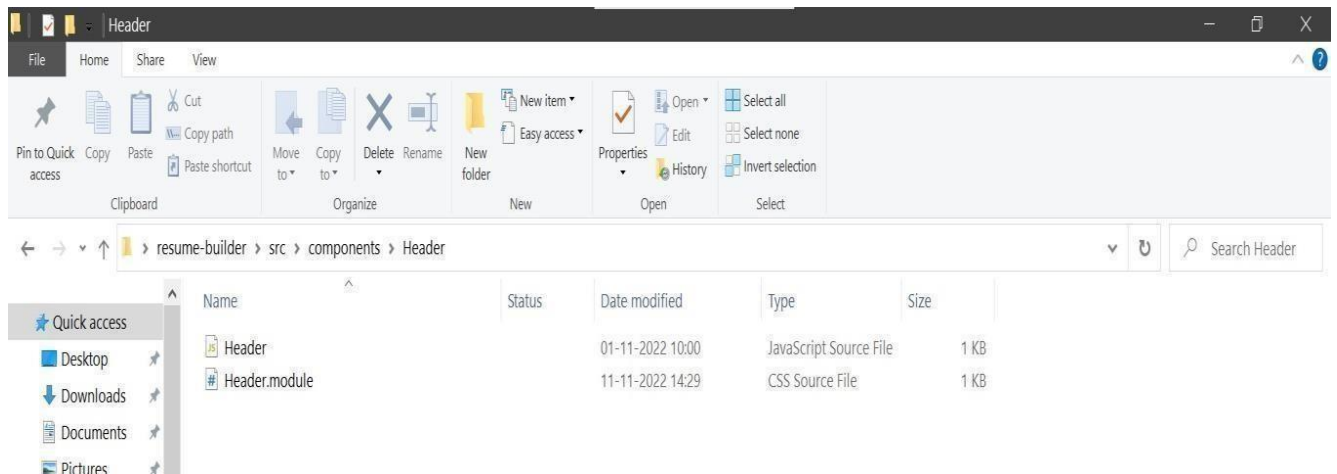 Header
File Home Share View
Pin to Quick access Copy Paste Cut Copy path Paste shortcut
Clipboard
Move to Copy to Delete Rename
Organize
New folder New item Easy access
New
Properties Open Edit History
Open
Select all Select none Invert selection
Select
resume-builder > src > components > Header
Search Header
Name Status Date modified Type Size
Header 01-11-2022 10:00 JavaScript Source File 1 KB
Header.module 11-11-2022 14:29 CSS Source File 1 KB
Quick access
Desktop
Downloads
Documents
Pictures